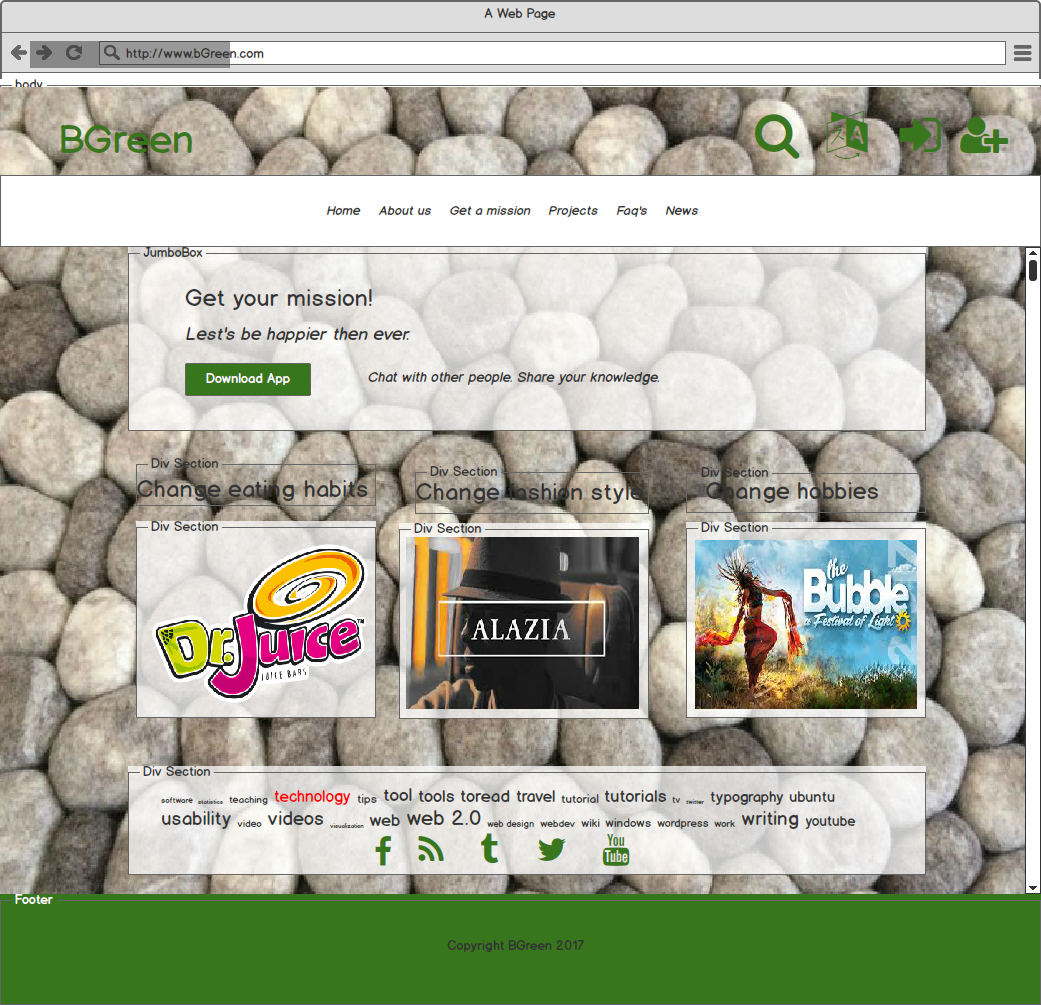 A Web Page
http://www.bGreen.com
body
BGreen
A
Home About us Get a mission Projects Faq's News
JumboBox
Get your mission!
Lest's be happier then ever.
Download App
Chat with other people. Share your knowledge.
Div Section Div Section Div Section
Change eating habits Change fashion style Change hobbies
Div Section Div Section Div Section
Dr. Juice™
JUICE BARS
ALAZIA
the
Bubble
a Festival of Light
Div Section
software statistics teaching technology tips tool tools toread travel tutorial tutorials tv twitter typography ubuntu
usability video videos visualization web web 2.0 web design webdev wiki windows wordpress work writing youtube
You
Tube
Footer
Copyright BGreen 2017